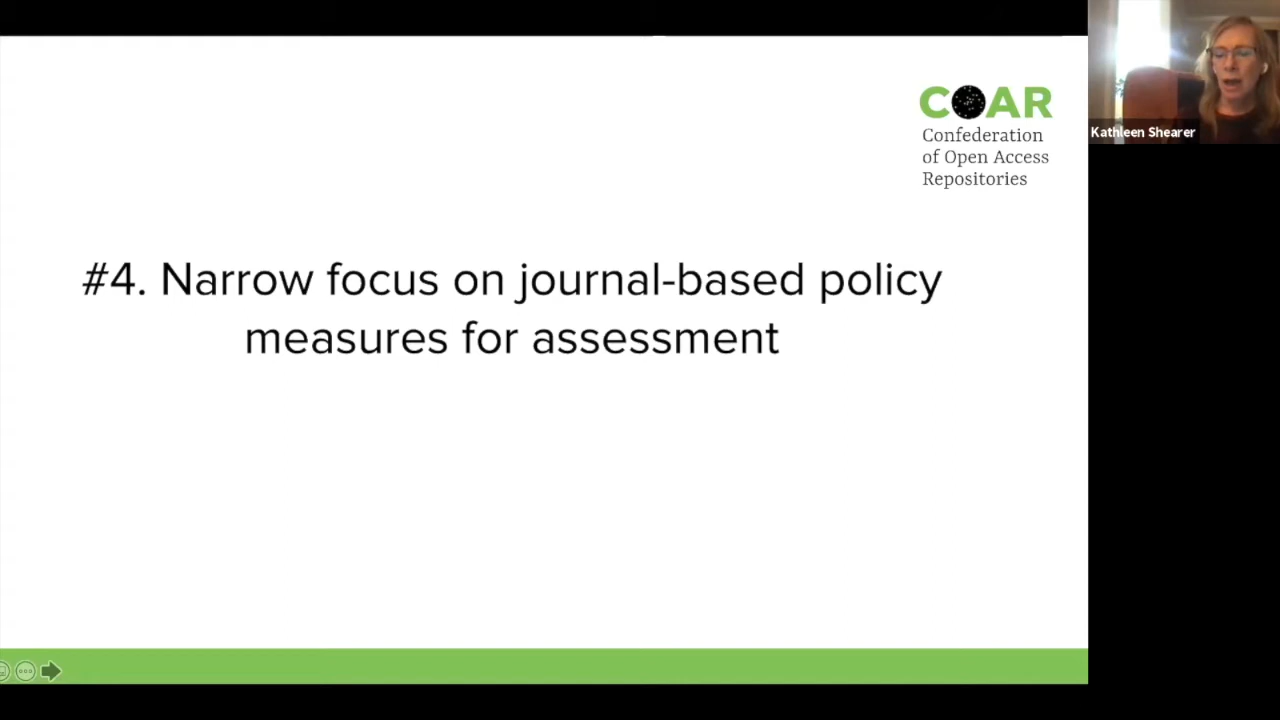 COAR
Confederation
of Open Access
Repositories
Kathleen Shearer
#4. Narrow focus on journal-based policy
measures for assessment